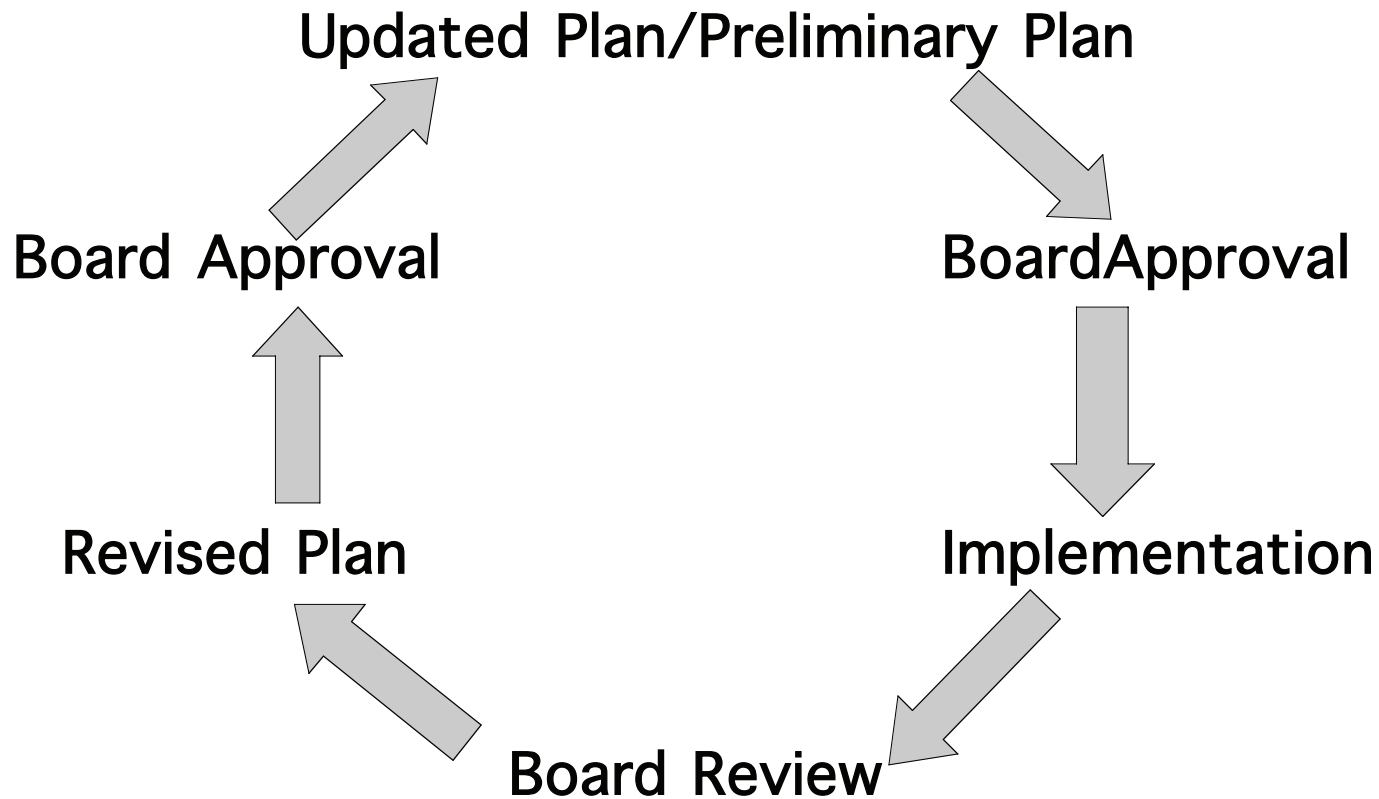 Updated Plan/Preliminary Plan
Board Approval
BoardApproval
Revised Plan
Implementation
Board Review